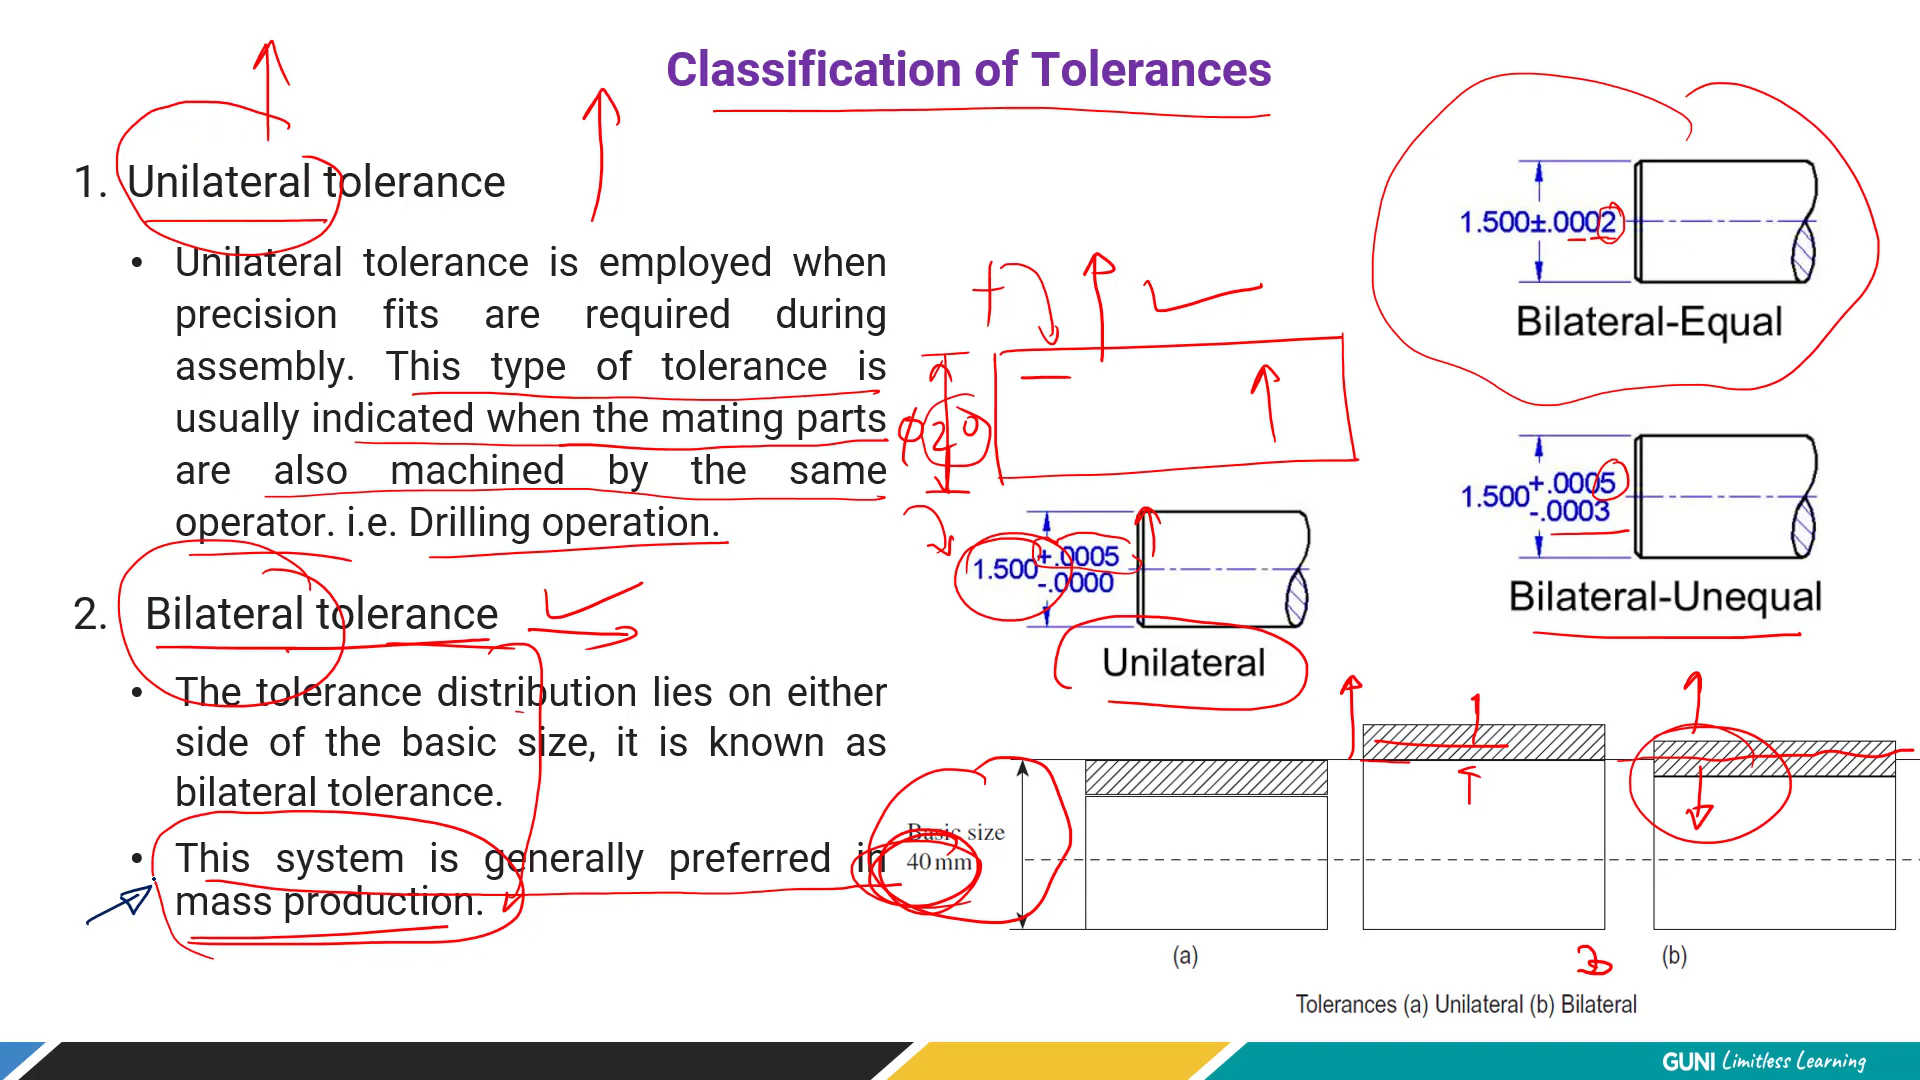 Classification of Tolerances
1. Unilateral tolerance
• Unilateral tolerance is employed when
precision fits are required during
assembly. This type of tolerance is
usually indicated when the mating parts
are also machined by the same
operator. i.e. Drilling operation.
2. Bilateral tolerance
• The tolerance distribution lies on either
side of the basic size, it is known as
bilateral tolerance.
• This system is generally preferred in
mass production.
1.500±.0002
Bilateral-Equal
+
ϕ20
1.500+.0005
-.0003
Bilateral-Unequal
1.500+.0005
-.0000
Unilateral
Basic size
40 mm
(a)
(b)
Tolerances (a) Unilateral (b) Bilateral
GUNI Limitless Learning